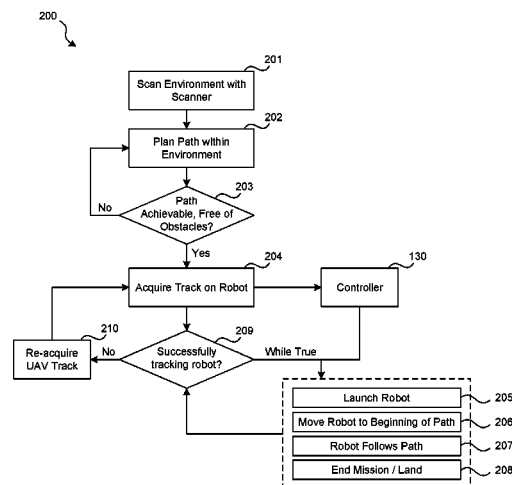 200
201
Scan Environment with
Scanner
202
Plan Path within
Environment
203
Path
Achievable, Free of
Obstacles?
No
Yes
204
Acquire Track on Robot
130
Controller
210
Re-acquire
UAV Track
No
209
Successfully
tracking robot?
While True
Launch Robot
205
Move Robot to Beginning of Path
206
Robot Follows Path
207
End Mission / Land
208